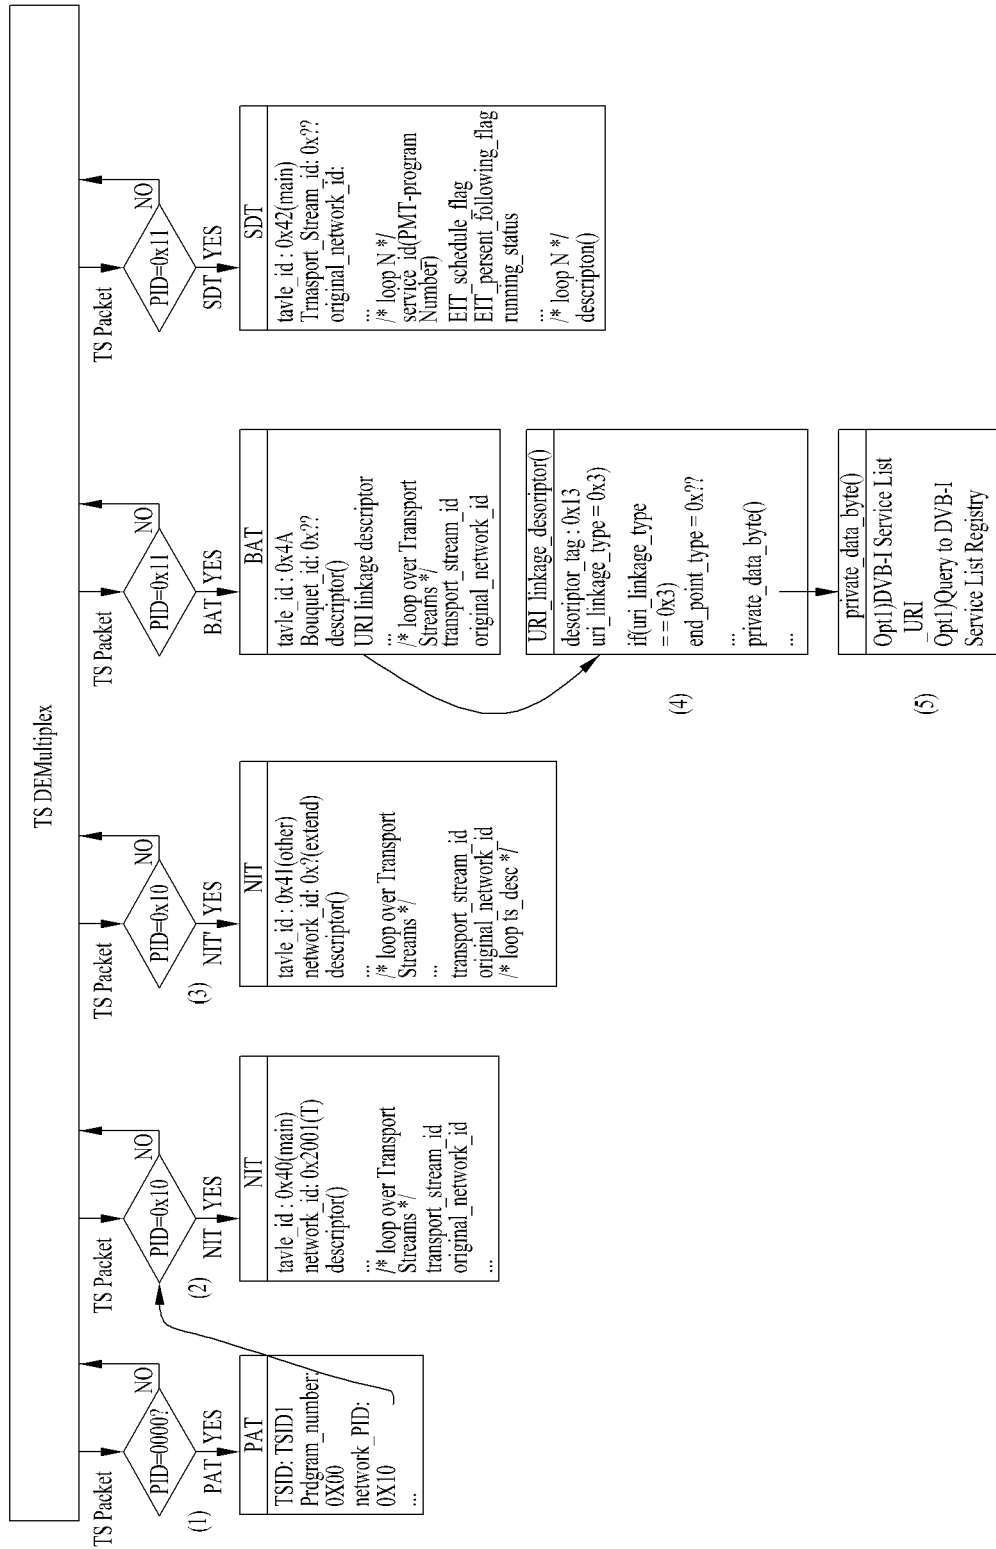 TS DEMultiplex
TS Packet
PID=0000?
NO
(1)
PAT
YES
PAT
TSID: TSID1
Prdgram_number:
0X00
network_PID:
0X10
...
TS Packet
PID=0x10
NO
(2)
NIT
YES
NIT
tavle_id : 0x40(main)
network_id: 0x2001(T)
descriptor()
...
/* loop over Transport
Streams */
transport_stream_id
original_network_id
...
TS Packet
PID=0x10
NO
(3)
NIT'
YES
NIT
tavle_id : 0x41(other)
network_id: 0x?(extend)
descriptor()
...
/* loop over Transport
Streams */
...
transport_stream_id
original_network_id
/* loop ts_desc */
TS Packet
PID=0x11
NO
BAT
YES
BAT
tavle_id : 0x4A
Bouquet_id: 0x??
descriptor()
URI linkage descriptor
...
/* loop over Transport
Streams */
transport_stream_id
original_network_id
URI_linkage_desoriptor()
desoriptor_tag : 0x13
uri_linkage_type = 0x3)
if(uri_linkage_type
= = 0x3)
end_point_type = 0x??
...
private_data_byte()
...
(4)
private_data_byte()
Opt1)DVB-I Service List
URI
Opt1)Query to DVB-I
Service List Registry
(5)
TS Packet
PID=0x11
NO
SDT
YES
SDT
tavle_id : 0x42(main)
Trnasport_Stream_id: 0x??
original_network_id:
...
/* loop N */
service_id(PMT-program
Number)
EIT_schedule_flag
EIT_persent_following_flag
running_status
...
/* loop N */
descripton()